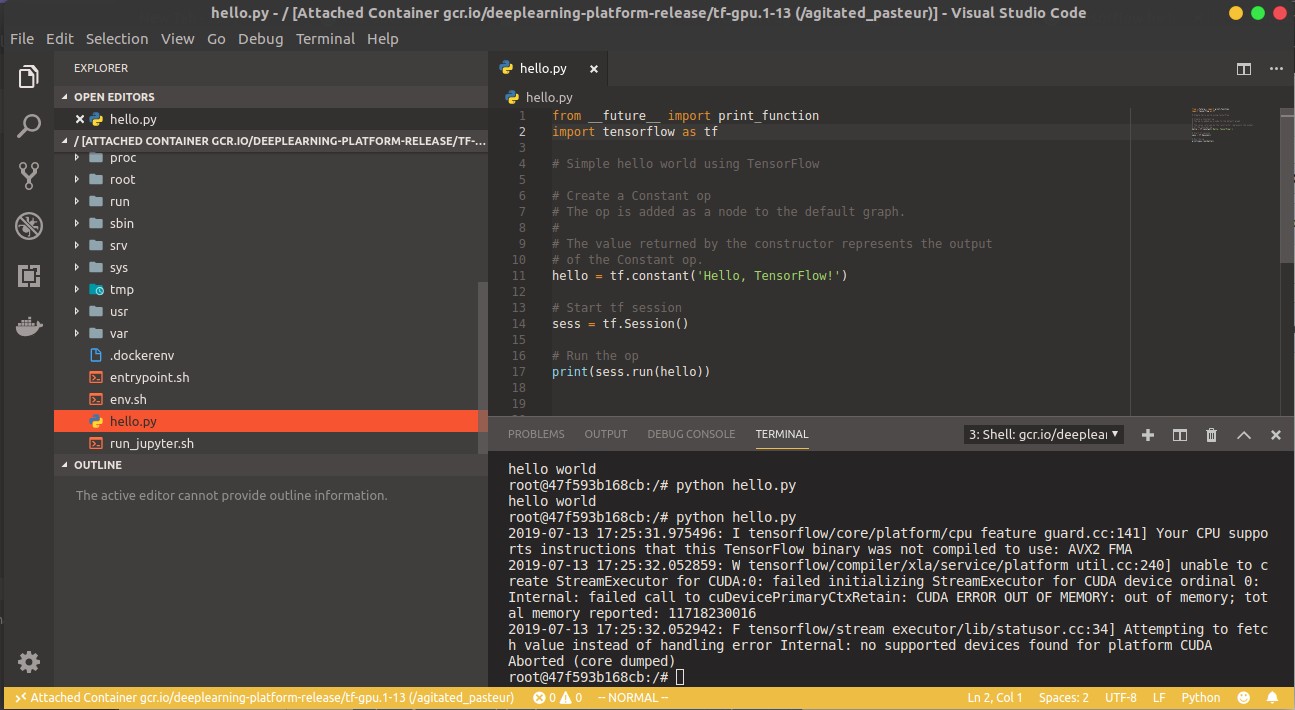 hello.py - / [Attached Container gcr.io/deeplearning-platform-release/tf-gpu.1-13 (/agitated_pasteur)] - Visual Studio Code
File Edit Selection View Go Debug Terminal Help
EXPLORER
OPEN EDITORS
hello.py
/ [ATTACHED CONTAINER GCR.IO/DEEPLEARNING-PLATFORM-RELEASE/TF-...
proc
root
run
sbin
srv
sys
tmp
usr
var
.dockerenv
entrypoint.sh
env.sh
hello.py
run_jupyter.sh
OUTLINE
The active editor cannot provide outline information.
hello.py
hello.py
1 from __future__ import print_function
2 import tensorflow as tf
3
4 # Simple hello world using TensorFlow
5
6 # Create a Constant op
7 # The op is added as a node to the default graph.
8 #
9 # The value returned by the constructor represents the output
10 # of the Constant op.
11 hello = tf.constant('Hello, TensorFlow!')
12
13 # Start tf session
14 sess = tf.Session()
15
16 # Run the op
17 print(sess.run(hello))
18
19
PROBLEMS OUTPUT DEBUG CONSOLE TERMINAL 3: Shell: gcr.io/deeplear
hello world
root@47f593b168cb:/# python hello.py
hello world
root@47f593b168cb:/# python hello.py
2019-07-13 17:25:31.975496: I tensorflow/core/platform/cpu feature guard.cc:141] Your CPU suppo
rts instructions that this TensorFlow binary was not compiled to use: AVX2 FMA
2019-07-13 17:25:32.052859: W tensorflow/compiler/xla/service/platform util.cc:240] unable to c
reate StreamExecutor for CUDA:0: failed initializing StreamExecutor for CUDA device ordinal 0:
Internal: failed call to cuDevicePrimaryCtxRetain: CUDA ERROR OUT OF MEMORY: out of memory; tot
al memory reported: 11718230016
2019-07-13 17:25:32.052942: F tensorflow/stream executor/lib/statusor.cc:34] Attempting to fetc
h value instead of handling error Internal: no supported devices found for platform CUDA
Aborted (core dumped)
root@47f593b168cb:/#
Attached Container gcr.io/deeplearning-platform-release/tf-gpu.1-13 (/agitated_pasteur) 0 0 -- NORMAL -- Ln 2, Col 1 Spaces: 2 UTF-8 LF Python